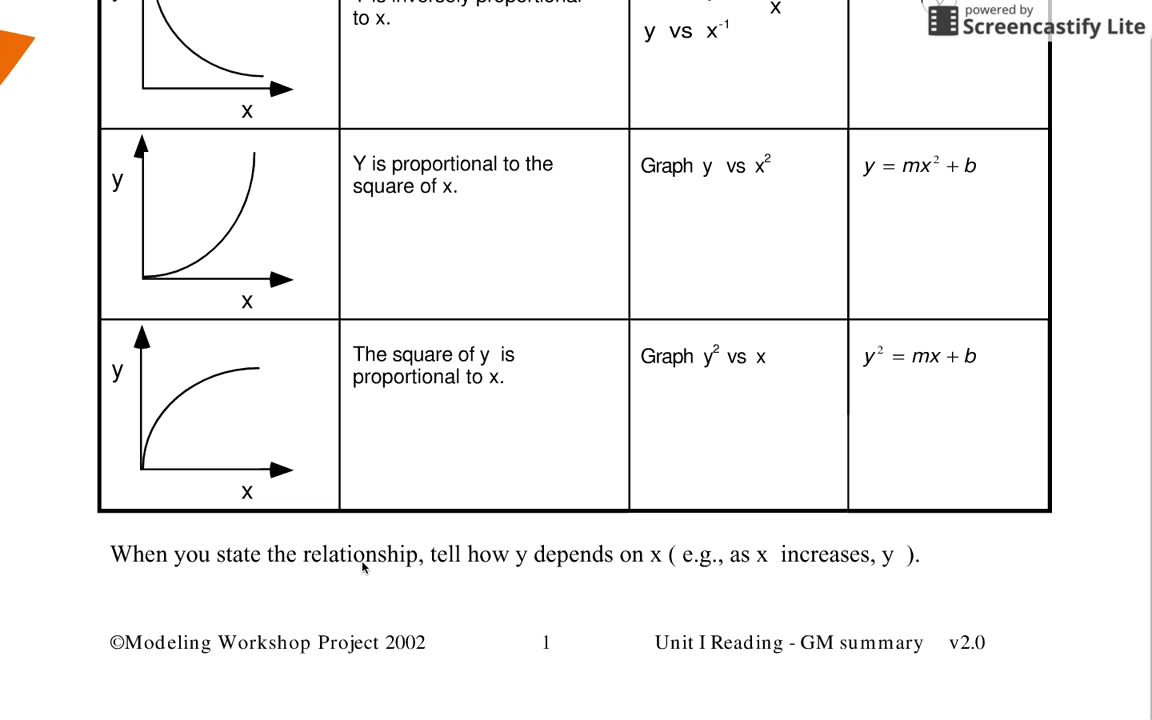 to x.
x
y vs x⁻¹
powered by
Screencastify Lite
x
y
Y is proportional to the
square of x.
Graph y vs x²
y = mx² + b
x
y
The square of y is
proportional to x.
Graph y² vs x
y² = mx + b
x
When you state the relationship, tell how y depends on x ( e.g., as x increases, y ).
©Modeling Workshop Project 2002 1 Unit I Reading - GM summary v2.0